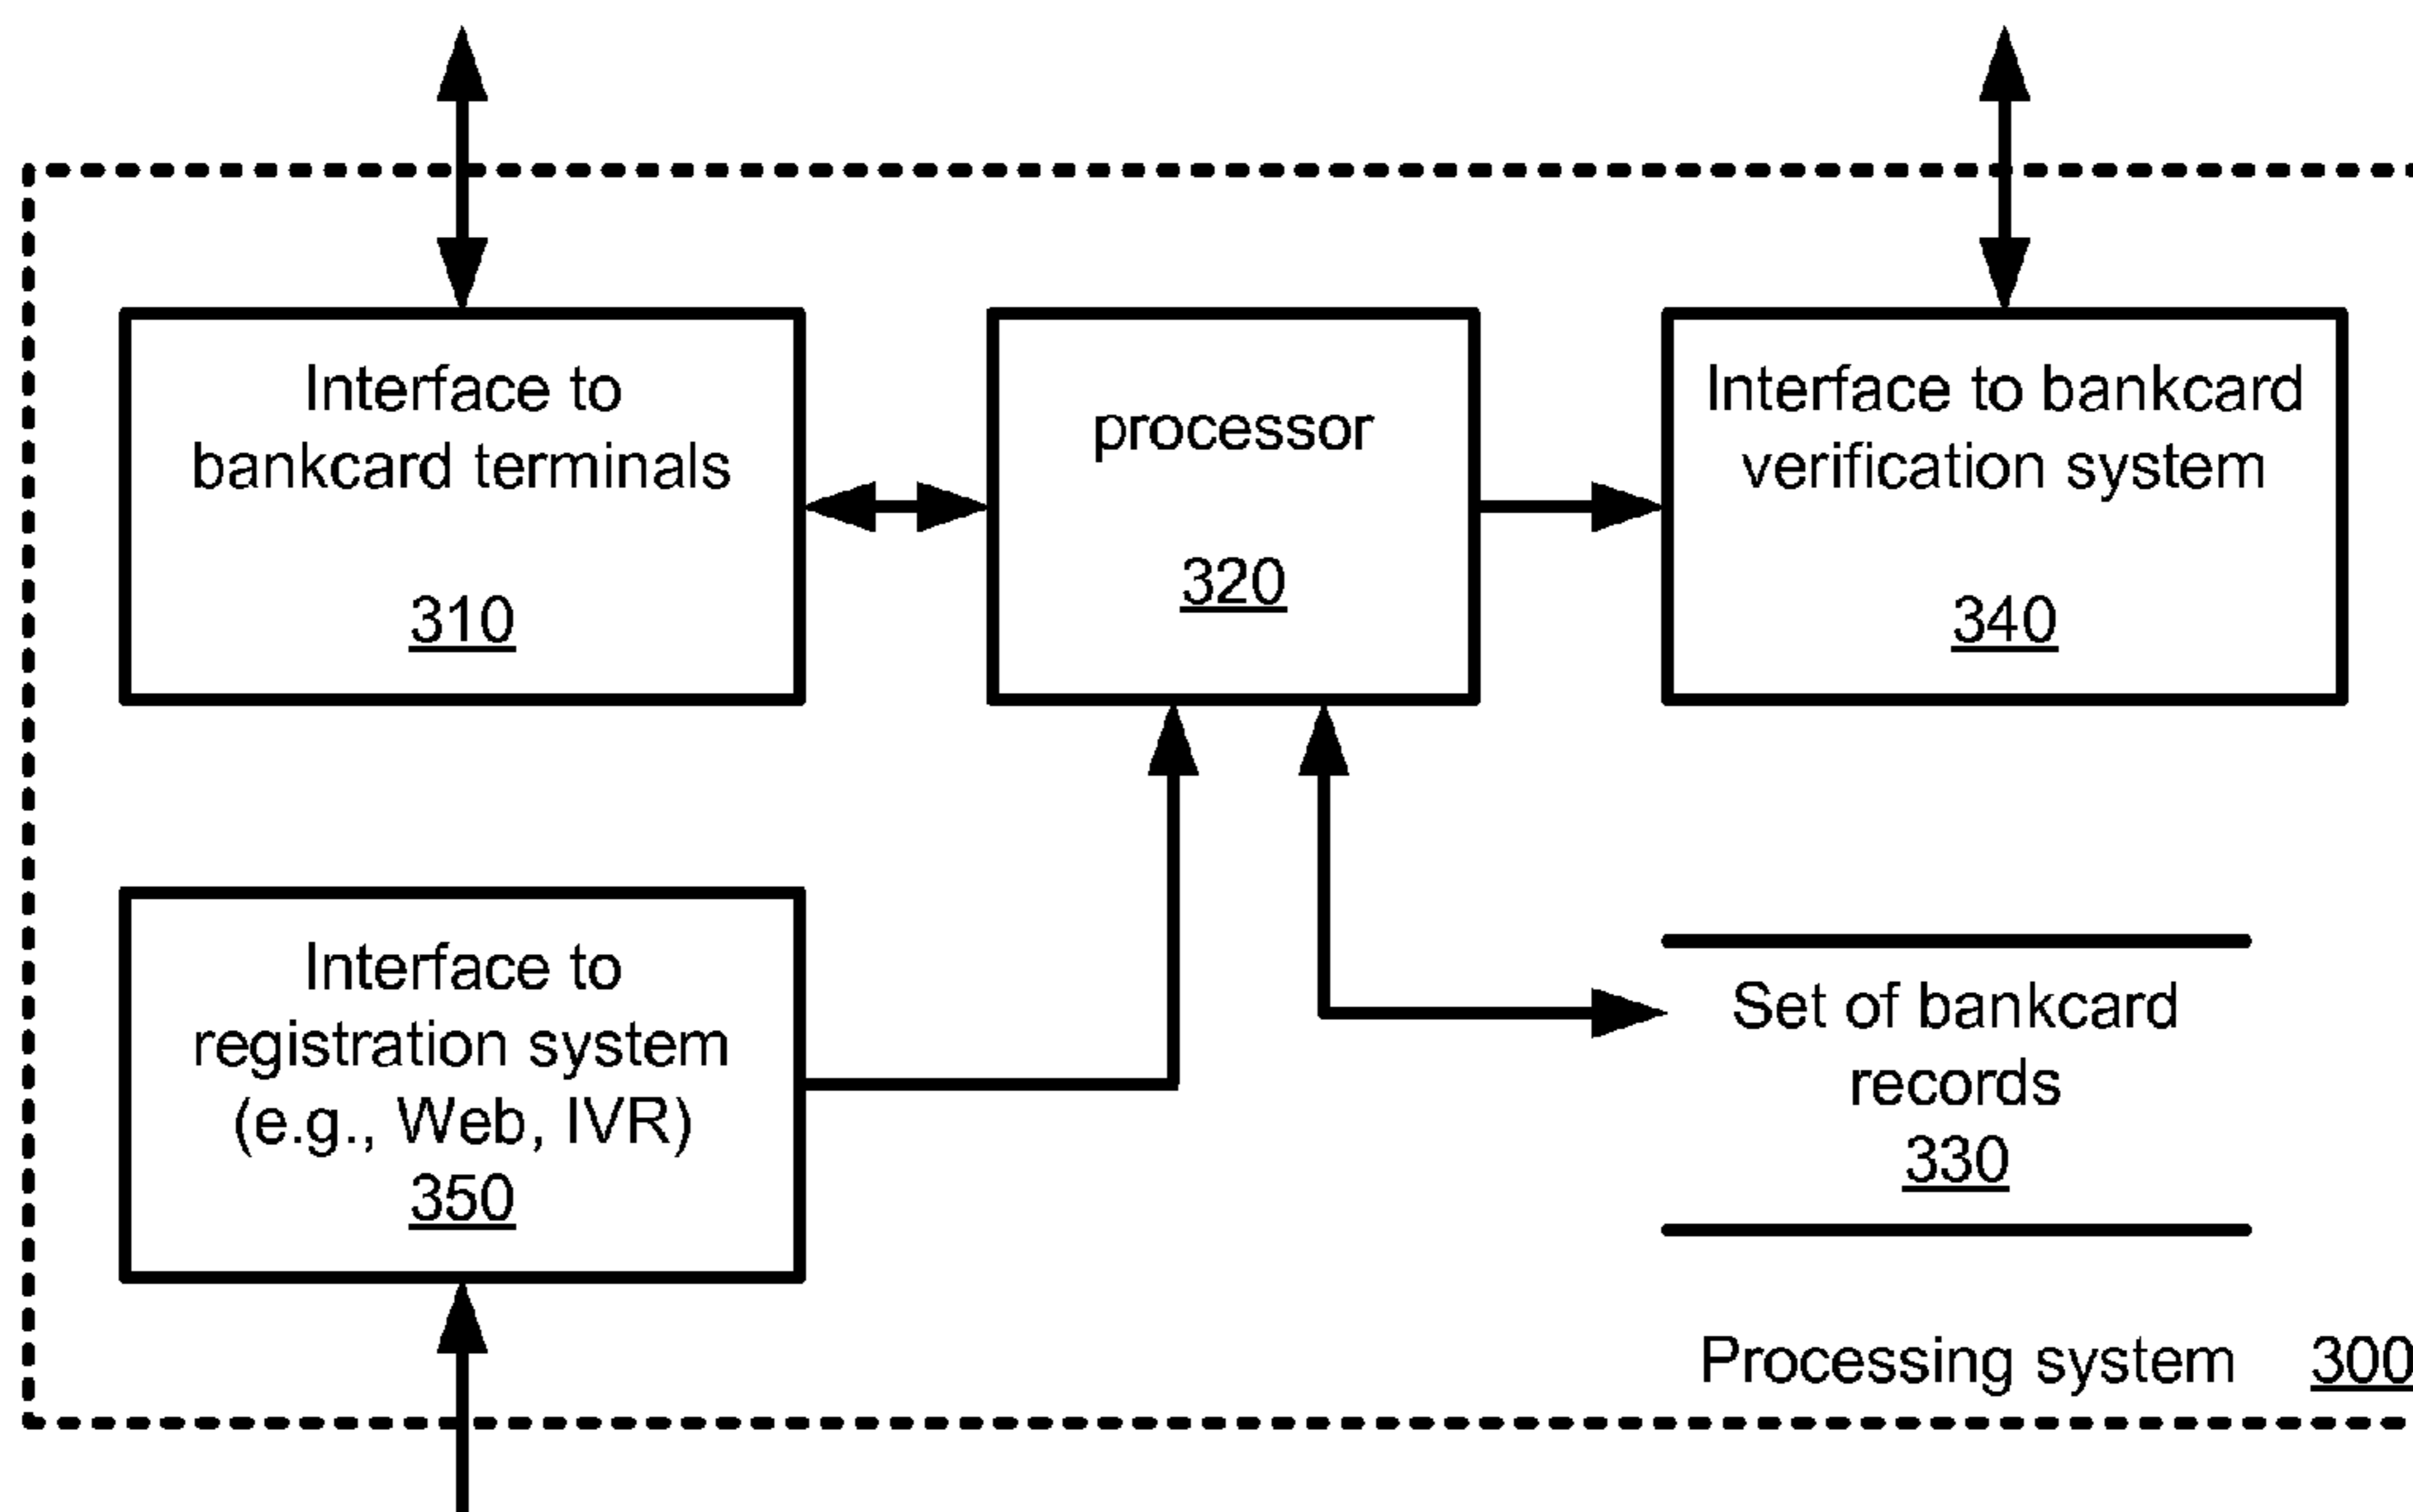 Interface to
bankcard terminals
310
processor
320
Interface to bankcard
verification system
340
Interface to
registration system
(e.g., Web, IVR)
350
Set of bankcard
records
330
Processing system 300